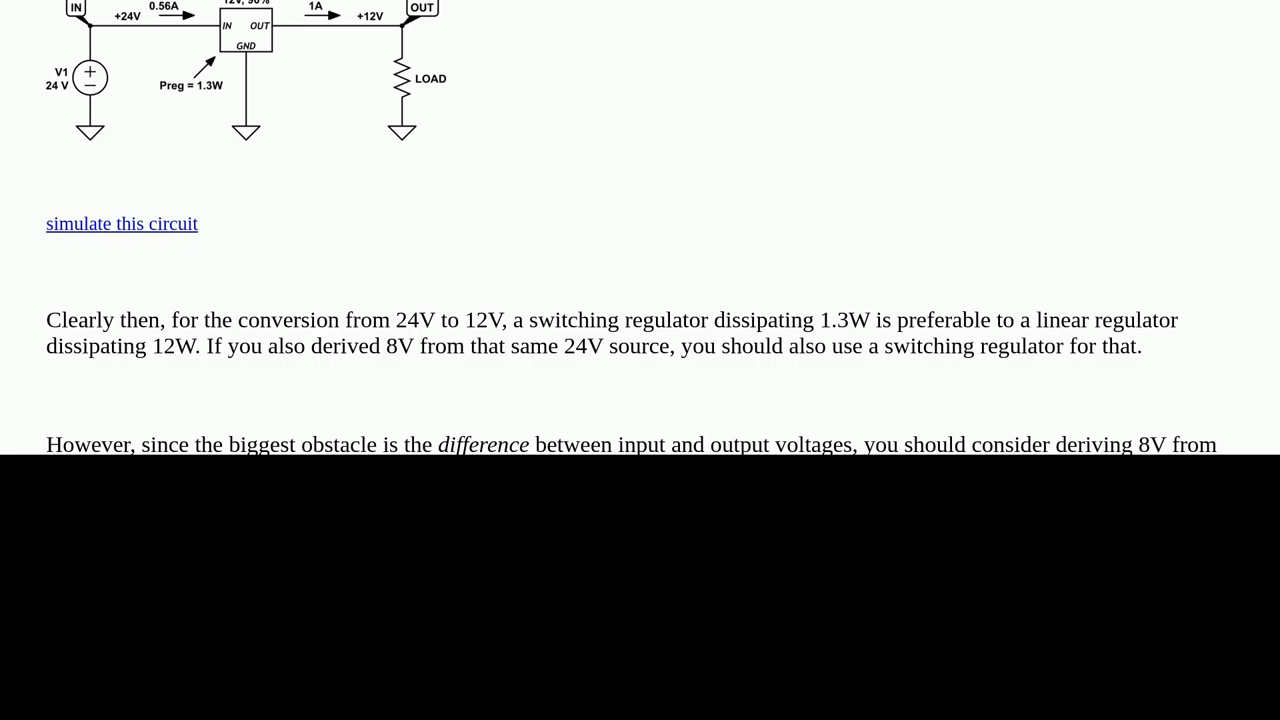 IN
OUT
0.56A
12V, 90%
1A
+24V
+12V
IN OUT
GND
V1
24 V
Preg = 1.3W
LOAD
simulate this circuit
Clearly then, for the conversion from 24V to 12V, a switching regulator dissipating 1.3W is preferable to a linear regulator
dissipating 12W. If you also derived 8V from that same 24V source, you should also use a switching regulator for that.
However, since the biggest obstacle is the difference between input and output voltages, you should consider deriving 8V from